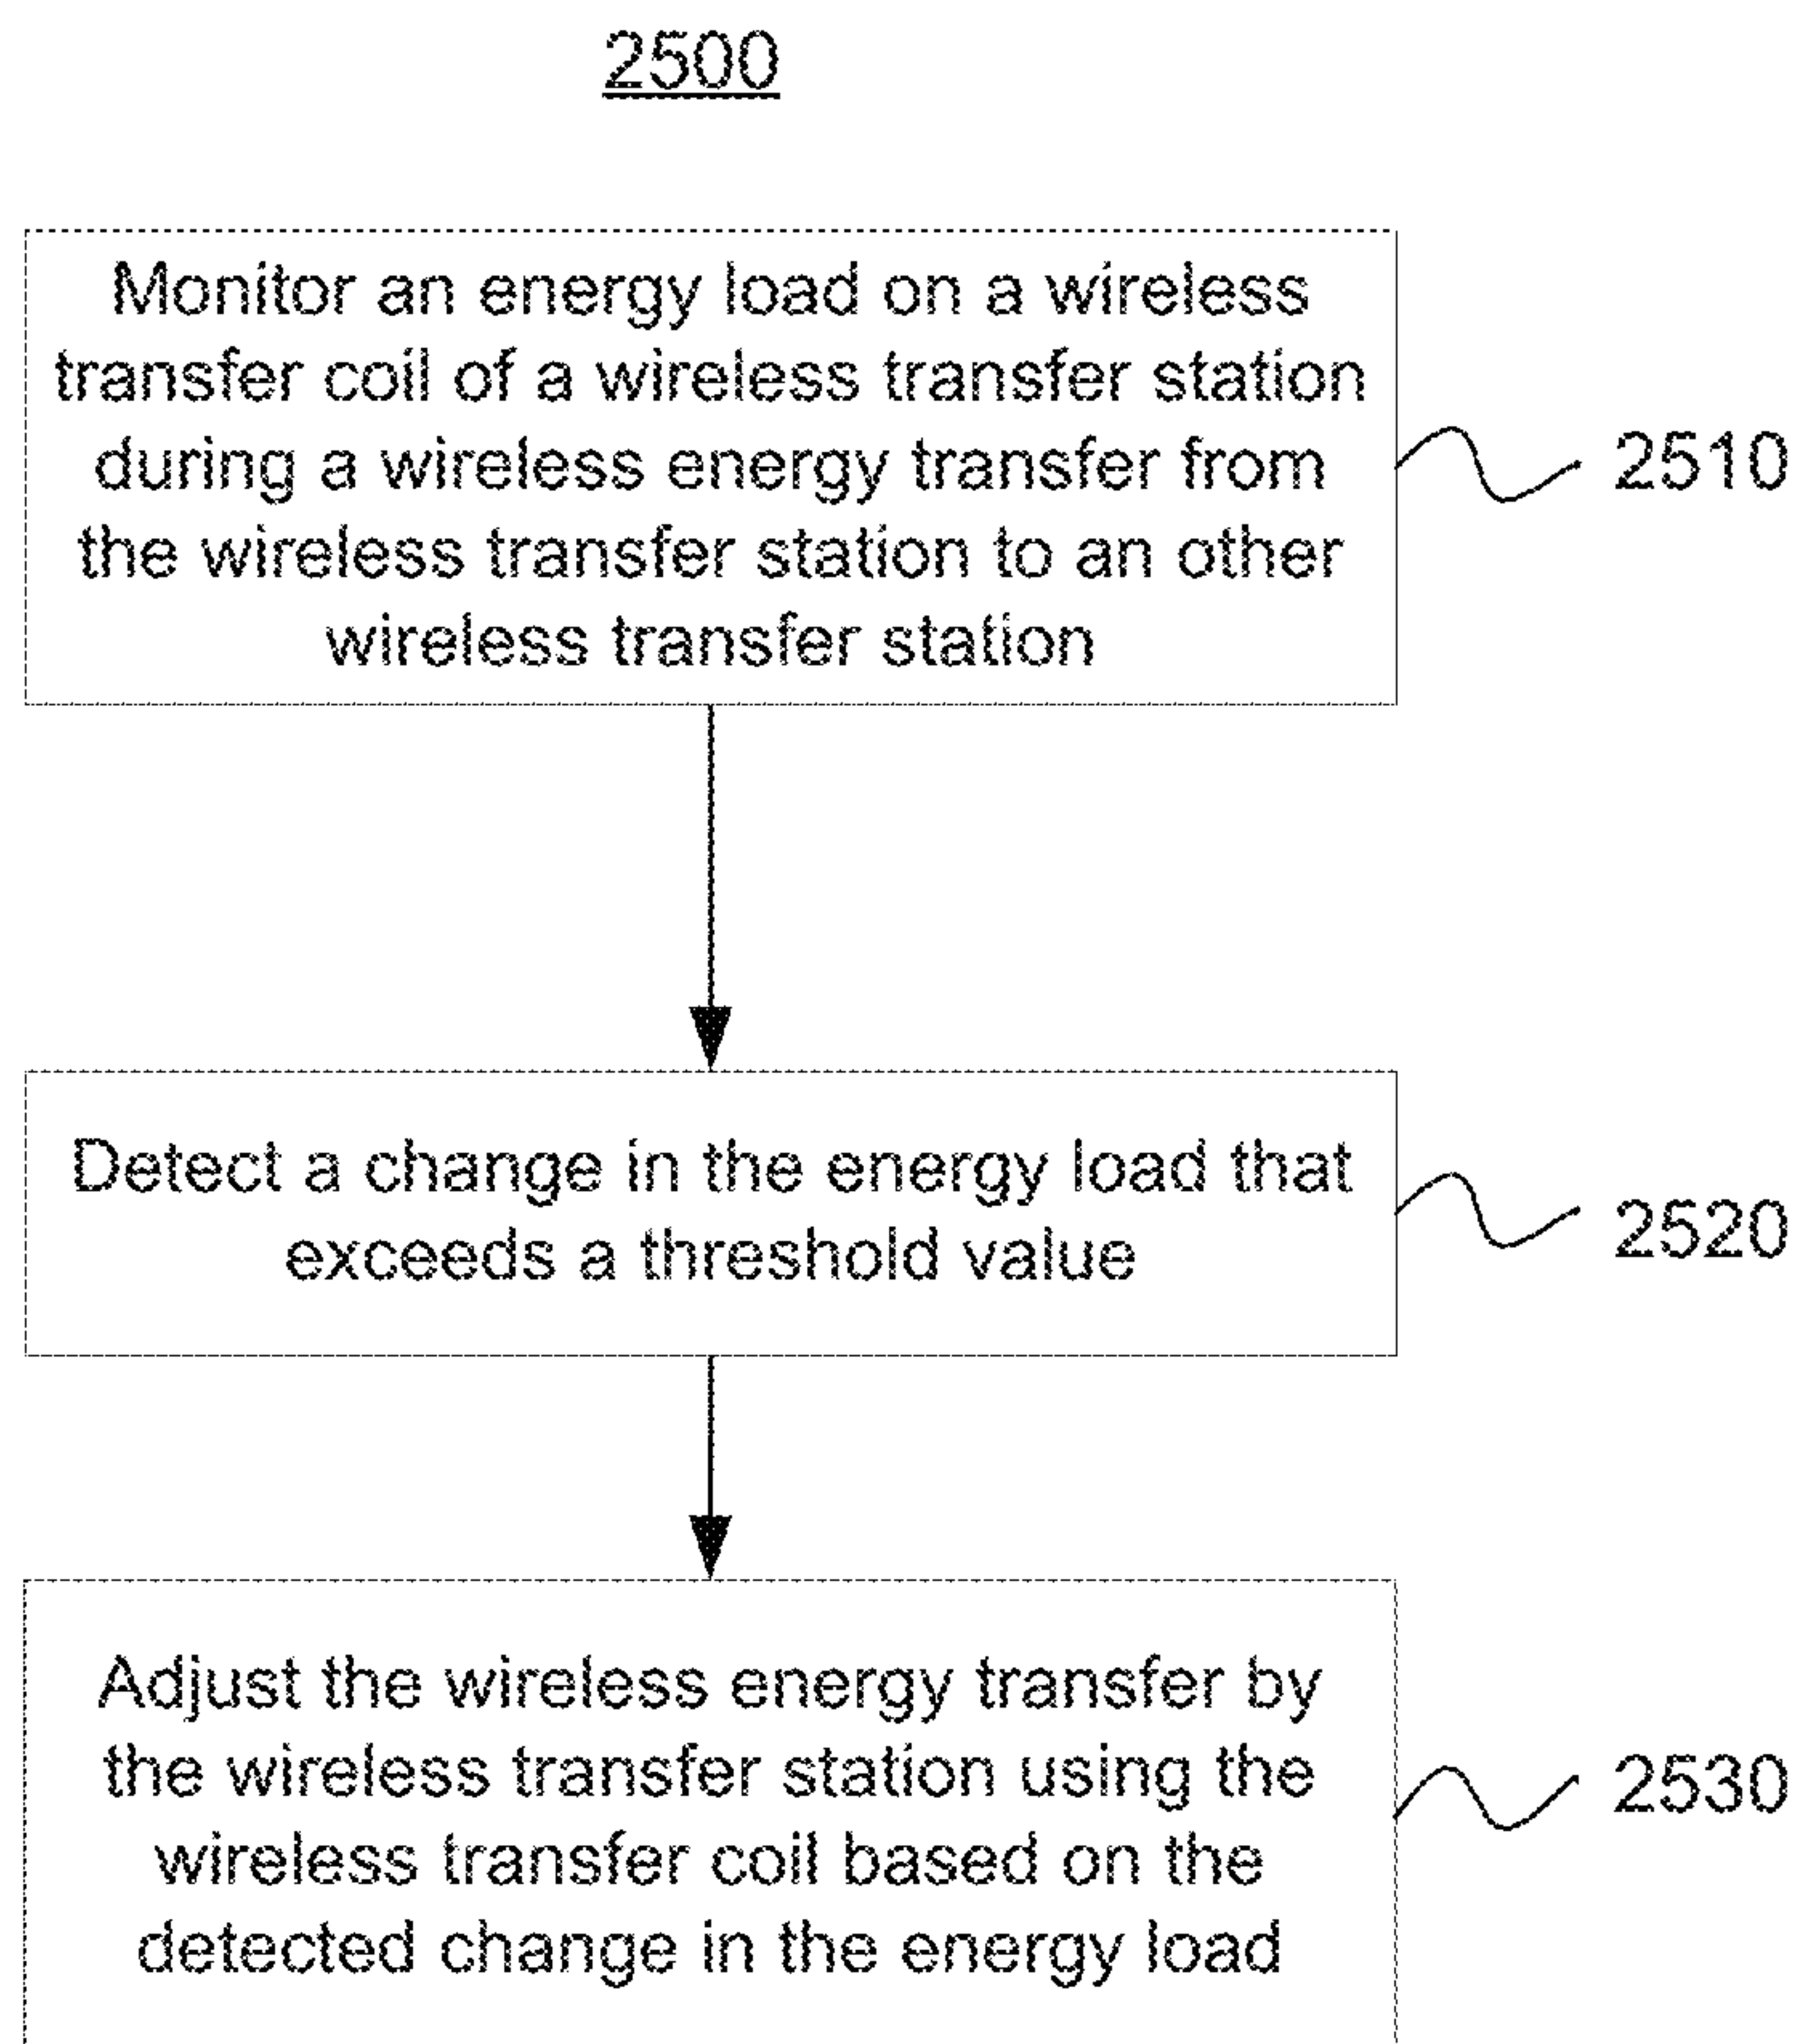 2500
Monitor an energy load on a wireless
transfer coil of a wireless transfer station
during a wireless energy transfer from
the wireless transfer station to an other
wireless transfer station
2510
Detect a change in the energy load that
exceeds a threshold value
2520
Adjust the wireless energy transfer by
the wireless transfer station using the
wireless transfer coil based on the
detected change in the energy load
2530